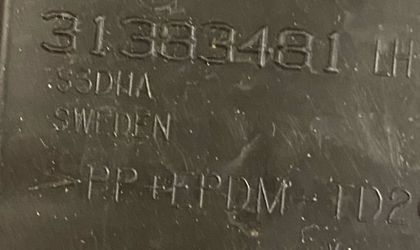 31383481 LH
S3DHA
SWEDEN
>PP+EPDM-TD2